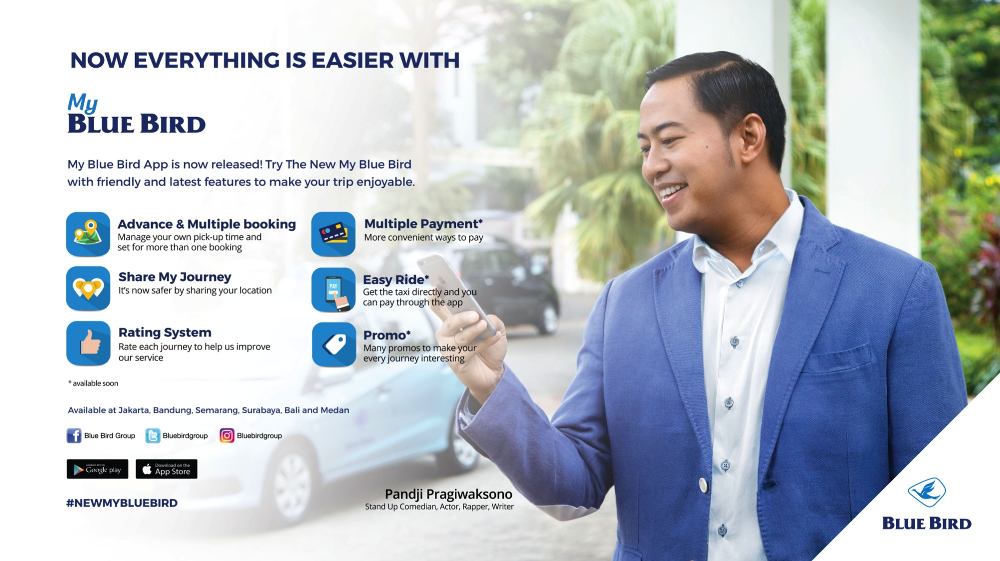 NOW EVERYTHING IS EASIER WITH
My
BLUE BIRD
My Blue Bird App is now released! Try The New My Blue Bird
with friendly and latest features to make your trip enjoyable.
Advance & Multiple booking
Manage your own pick-up time and
set for more than one booking
Share My Journey
It's now safer by sharing your location
Rating System
Rate each journey to help us improve
our service
Multiple Payment*
More convenient ways to pay
PAY
Easy Ride*
Get the taxi directly and you
can pay through the app
Promo*
Many promos to make your
every journey interesting
* available soon
Available at Jakarta, Bandung, Semarang, Surabaya, Bali and Medan
Blue Bird Group
Bluebirdgroup
Bluebirdgroup
ANDROID APP ON
Google play
Download on the
App Store
#NEWMYBLUEBIRD
Pandji Pragiwaksono
Stand Up Comedian, Actor, Rapper, Writer
BLUE BIRD